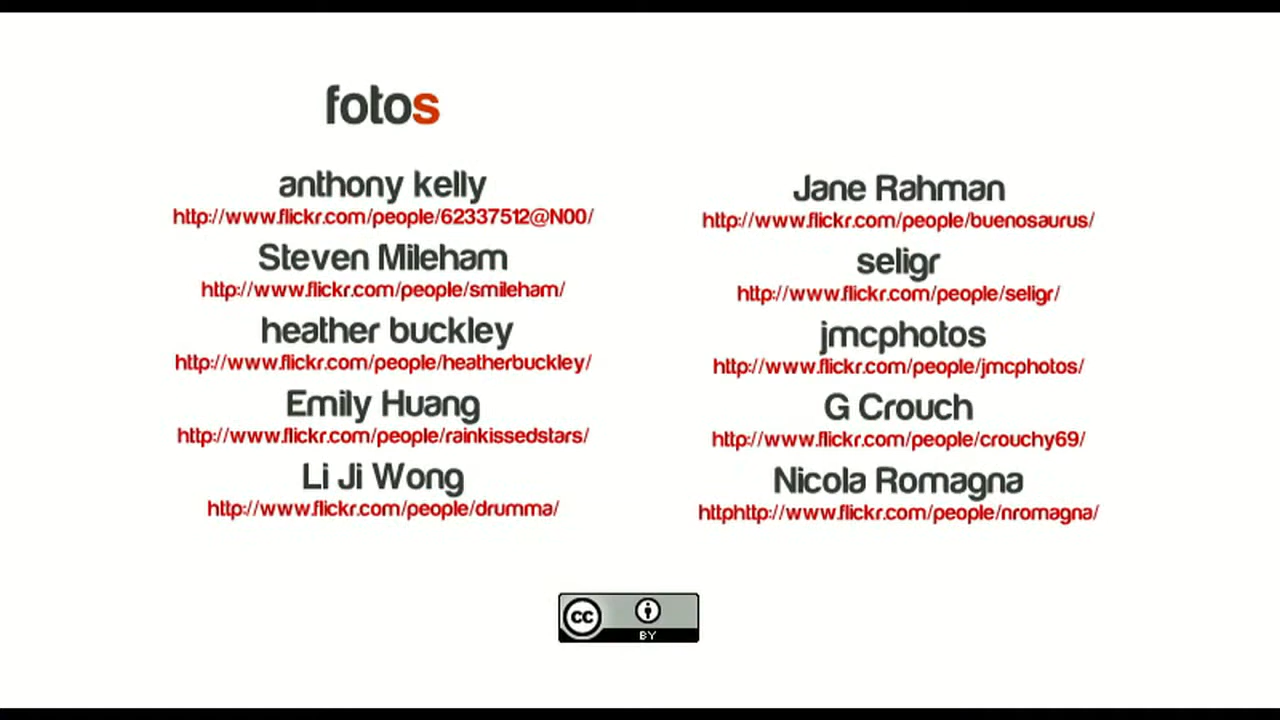 fotos
anthony kelly
http://www.flickr.com/people/62337512@N00/
Steven Mileham
http://www.flickr.com/people/smileham/
heather buckley
http://www.flickr.com/people/heatherbuckley/
Emily Huang
http://www.flickr.com/people/rainkissedstars/
Li Ji Wong
http://www.flickr.com/people/drumma/
Jane Rahman
http://www.flickr.com/people/buenosaurus/
seligr
http://www.flickr.com/people/seligr/
jmcphotos
http://www.flickr.com/people/jmcphotos/
G Crouch
http://www.flickr.com/people/crouchy69/
Nicola Romagna
httphttp://www.flickr.com/people/nromagna/
cc
BY